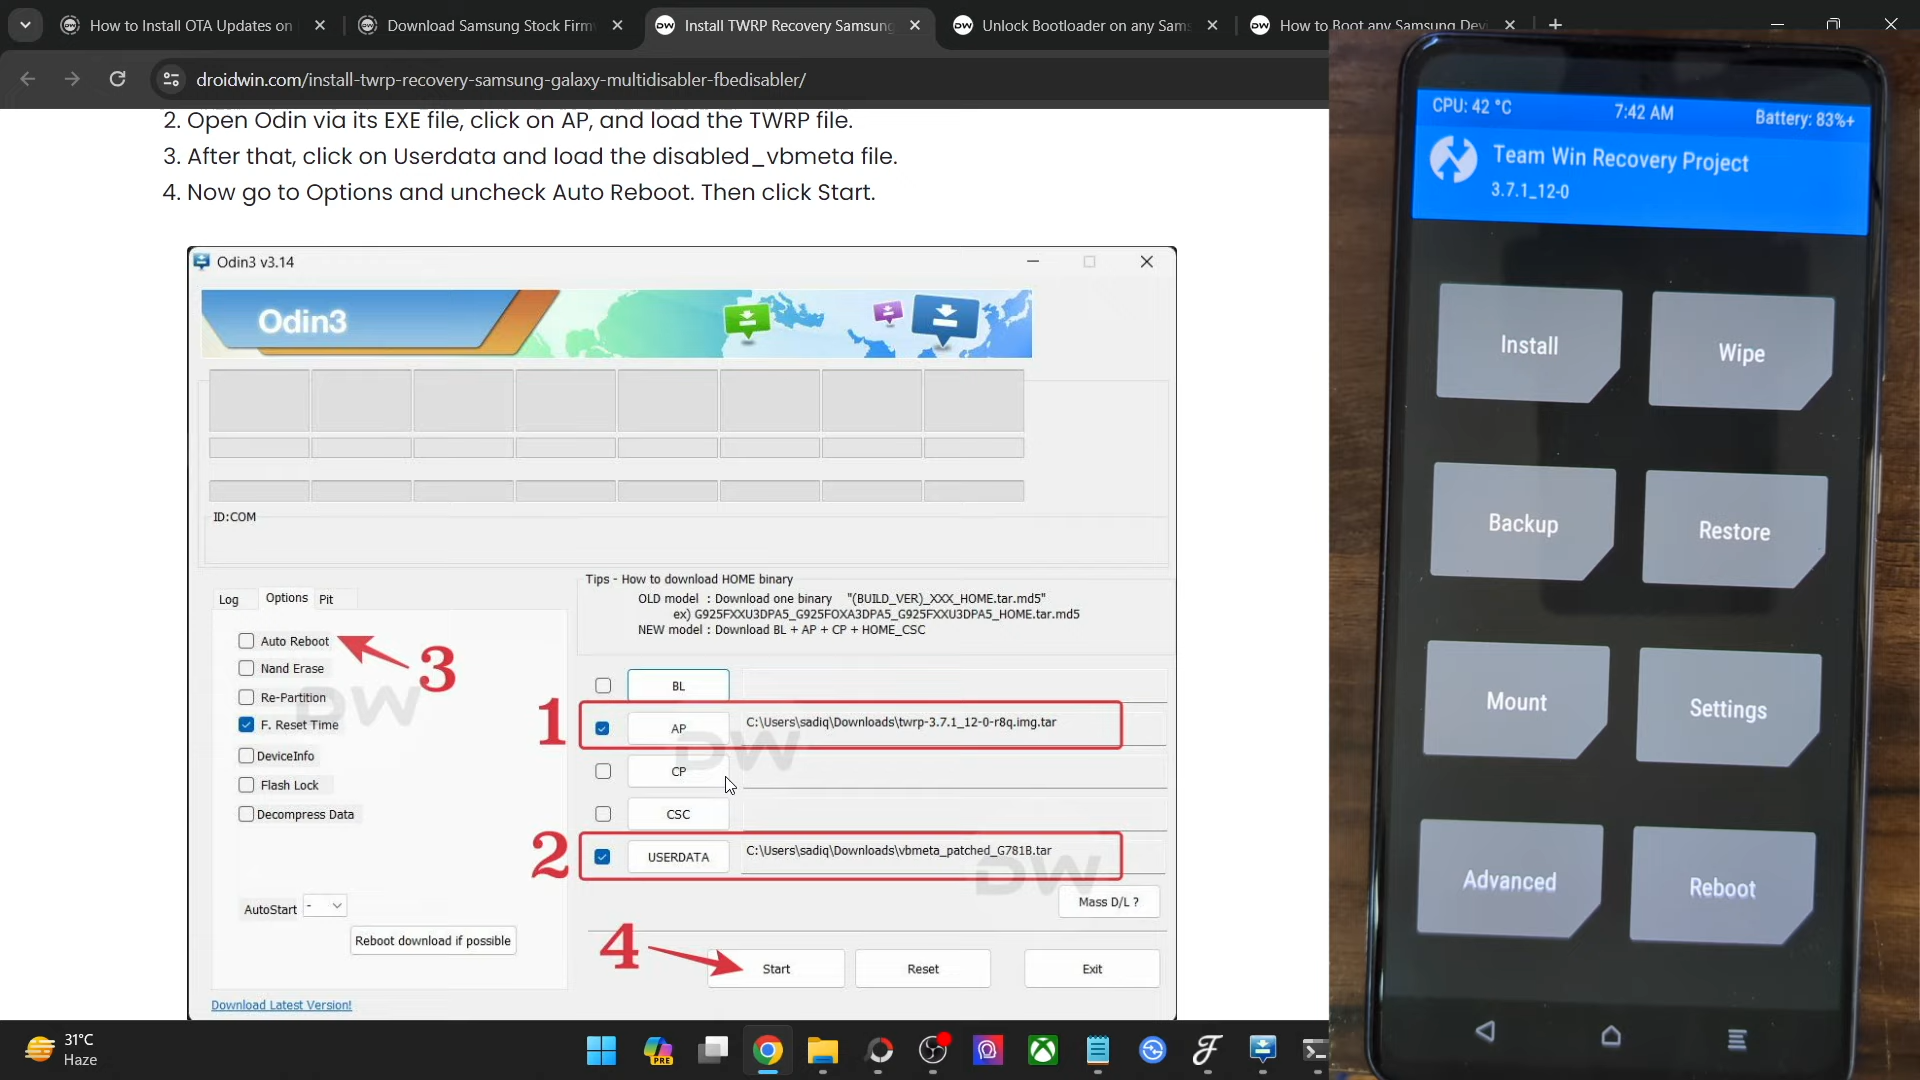 How to Install OTA Updates on
Download Samsung Stock Firm
Install TWRP Recovery Samsung
Unlock Bootloader on any Sams
How to Boot any Samsung Dev
droidwin.com/install-twrp-recovery-samsung-galaxy-multidisabler-fbedisabler/
2. Open Odin via its EXE file, click on AP, and load the TWRP file.
3. After that, click on Userdata and load the disabled_vbmeta file.
4. Now go to Options and uncheck Auto Reboot. Then click Start.
Odin3 v3.14
Odin3
ID:COM
Log
Options
Pit
Auto Reboot
3
Nand Erase
Re-Partition
F. Reset Time
DeviceInfo
Flash Lock
Decompress Data
AutoStart -
Reboot download if possible
Download Latest Version!
Tips - How to download HOME binary
OLD model : Download one binary "(BUILD_VER)_XXX_HOME.tar.md5"
ex) G925FXXU3DPA5_G925FOXA3DPA5_G925FXXU3DPA5_HOME.tar.md5
NEW model : Download BL + AP + CP + HOME_CSC
BL
1
AP
C:\Users\sadiq\Downloads\twrp-3.7.1_12-0-r8q.img.tar
CP
CSC
2
USERDATA
C:\Users\sadiq\Downloads\vbmeta_patched_G781B.tar
DW
DW
DW
Mass D/L ?
4
Start
Reset
Exit
31°C
Haze
PRE
CPU: 42 °C
7:42 AM
Battery: 83%+
Team Win Recovery Project
3.7.1_12-0
Install
Wipe
Backup
Restore
Mount
Settings
Advanced
Reboot